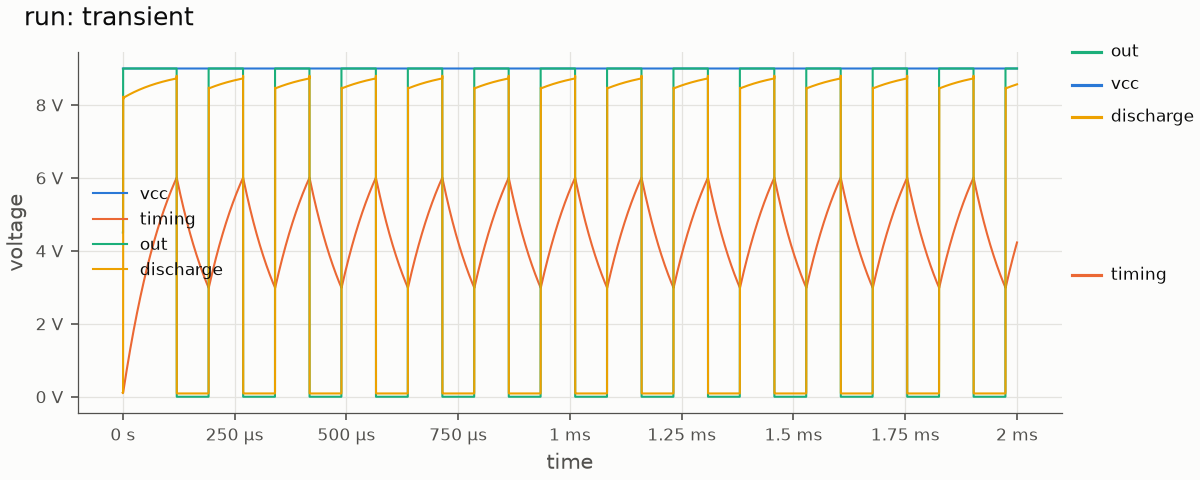 run: transient
out
vcc
discharge
timing
vcc
timing
out
discharge
voltage
8 V
6 V
4 V
2 V
0 V
0 s
250 µs
500 µs
750 µs
1 ms
1.25 ms
1.5 ms
1.75 ms
2 ms
time